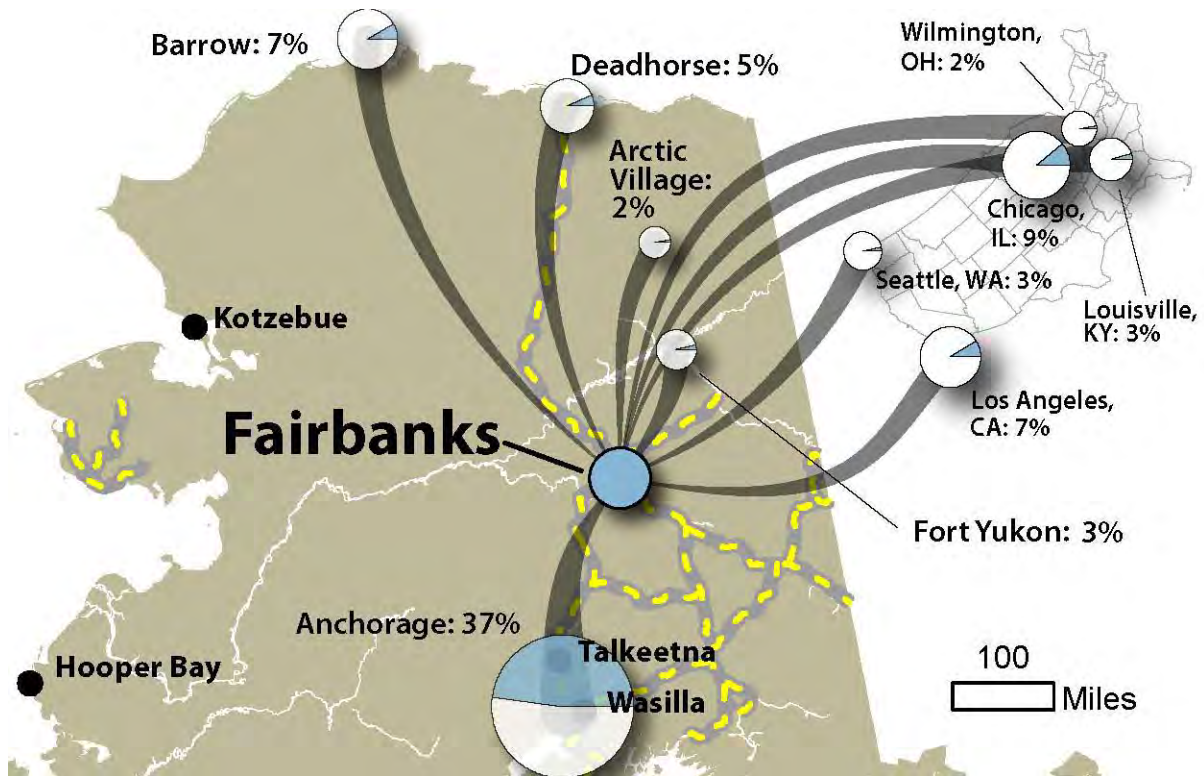 Barrow: 7%
Deadhorse: 5%
Wilmington,
OH: 2%
Arctic
Village:
2%
Chicago,
IL: 9%
Seattle, WA: 3%
Louisville,
KY: 3%
Kotzebue
Los Angeles,
CA: 7%
Fairbanks
Fort Yukon: 3%
Anchorage: 37%
Talkeetna
Wasilla
Hooper Bay
100
Miles